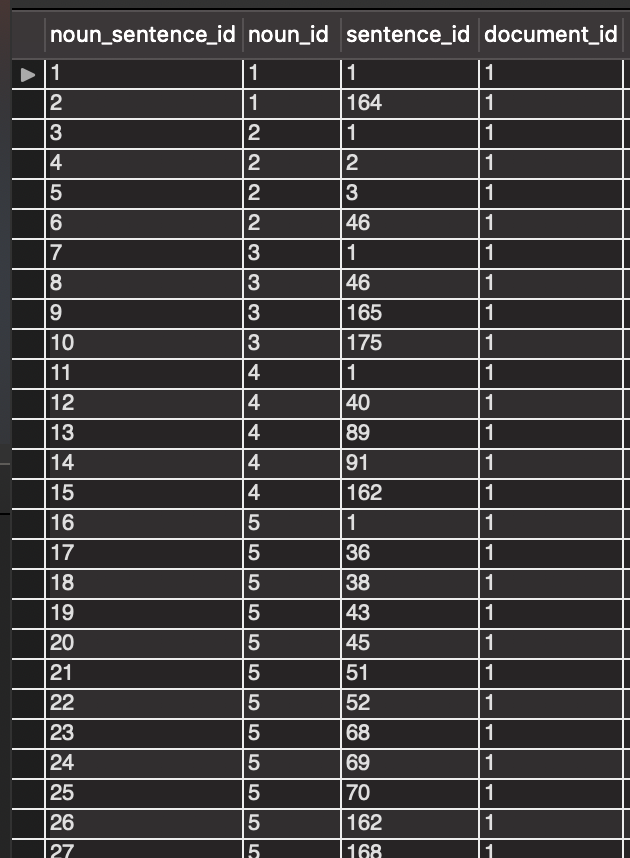 noun_sentence_id noun_id sentence_id document_id
1 1 1 1
2 1 164 1
3 2 1 1
4 2 2 1
5 2 3 1
6 2 46 1
7 3 1 1
8 3 46 1
9 3 165 1
10 3 175 1
11 4 1 1
12 4 40 1
13 4 89 1
14 4 91 1
15 4 162 1
16 5 1 1
17 5 36 1
18 5 38 1
19 5 43 1
20 5 45 1
21 5 51 1
22 5 52 1
23 5 68 1
24 5 69 1
25 5 70 1
26 5 162 1
27 5 168 1